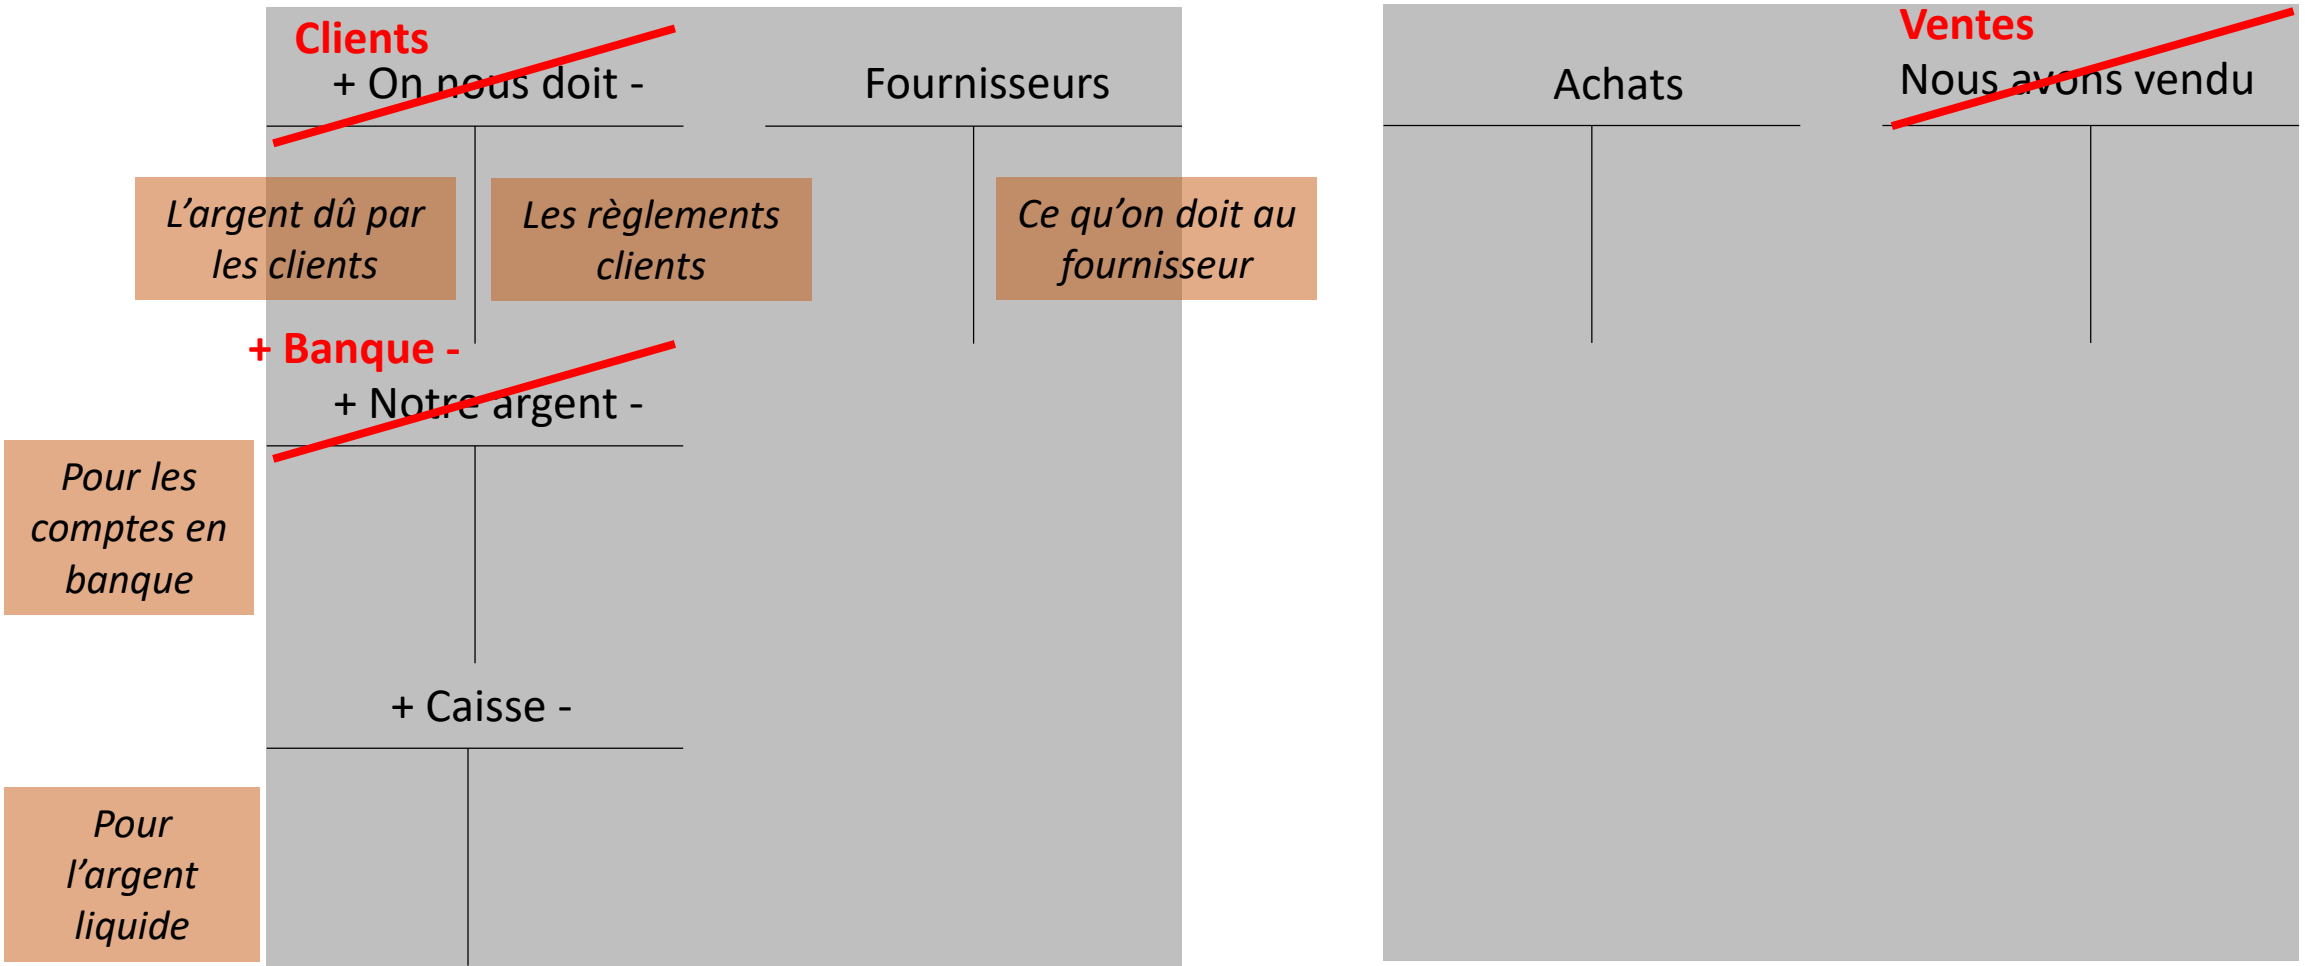 Clients
+ On nous doit -
Fournisseurs
L’argent dû par
les clients
Les règlements
clients
Ce qu’on doit au
fournisseur
+ Banque -
+ Notre argent -
Pour les
comptes en
banque
+ Caisse -
Pour
l’argent
liquide
Achats
Ventes
Nous avons vendu